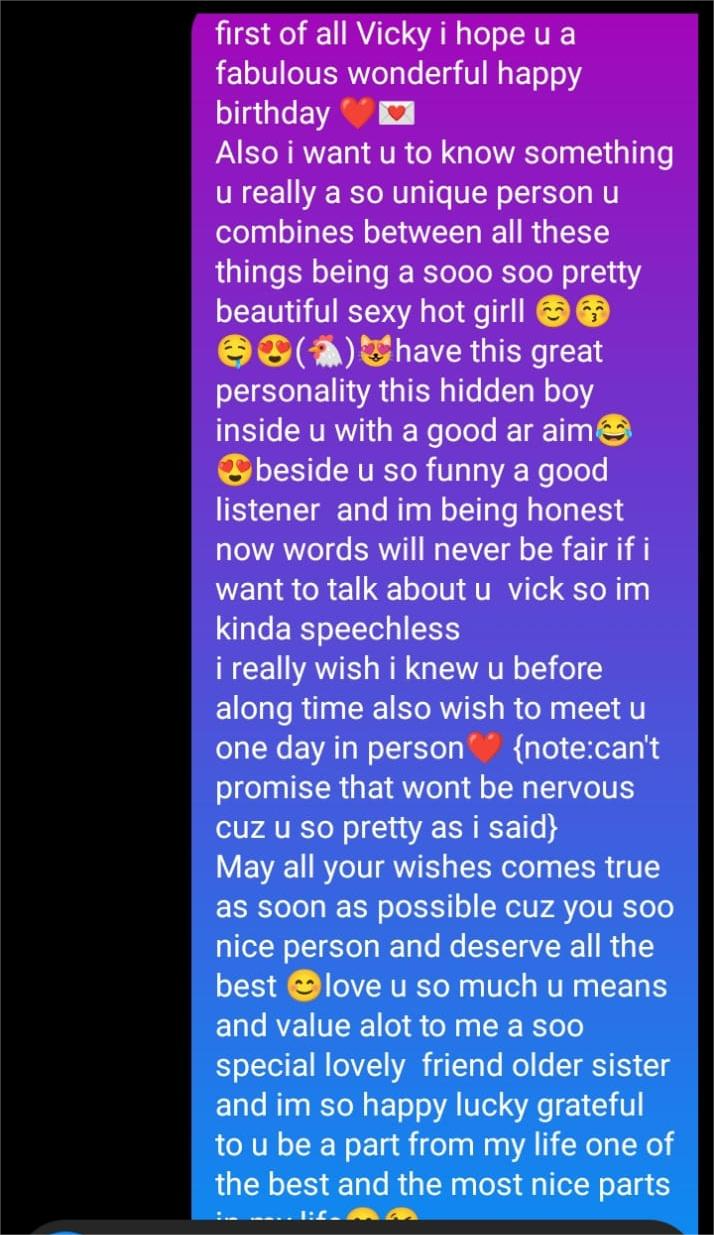 first of all Vicky i hope u a
fabulous wonderful happy
birthday ❤️💌
Also i want u to know something
u really a so unique person u
combines between all these
things being a sooo soo pretty
beautiful sexy hot girll ☺️😚
🤤😍(🐔)😻have this great
personality this hidden boy
inside u with a good ar aim😂
😍beside u so funny a good
listener  and im being honest
now words will never be fair if i
want to talk about u  vick so im
kinda speechless
i really wish i knew u before
along time also wish to meet u
one day in person❤️ {note:can't
promise that wont be nervous
cuz u so pretty as i said}
May all your wishes comes true
as soon as possible cuz you soo
nice person and deserve all the
best 😊love u so much u means
and value alot to me a soo
special lovely  friend older sister
and im so happy lucky grateful
to u be a part from my life one of
the best and the most nice parts
in my life